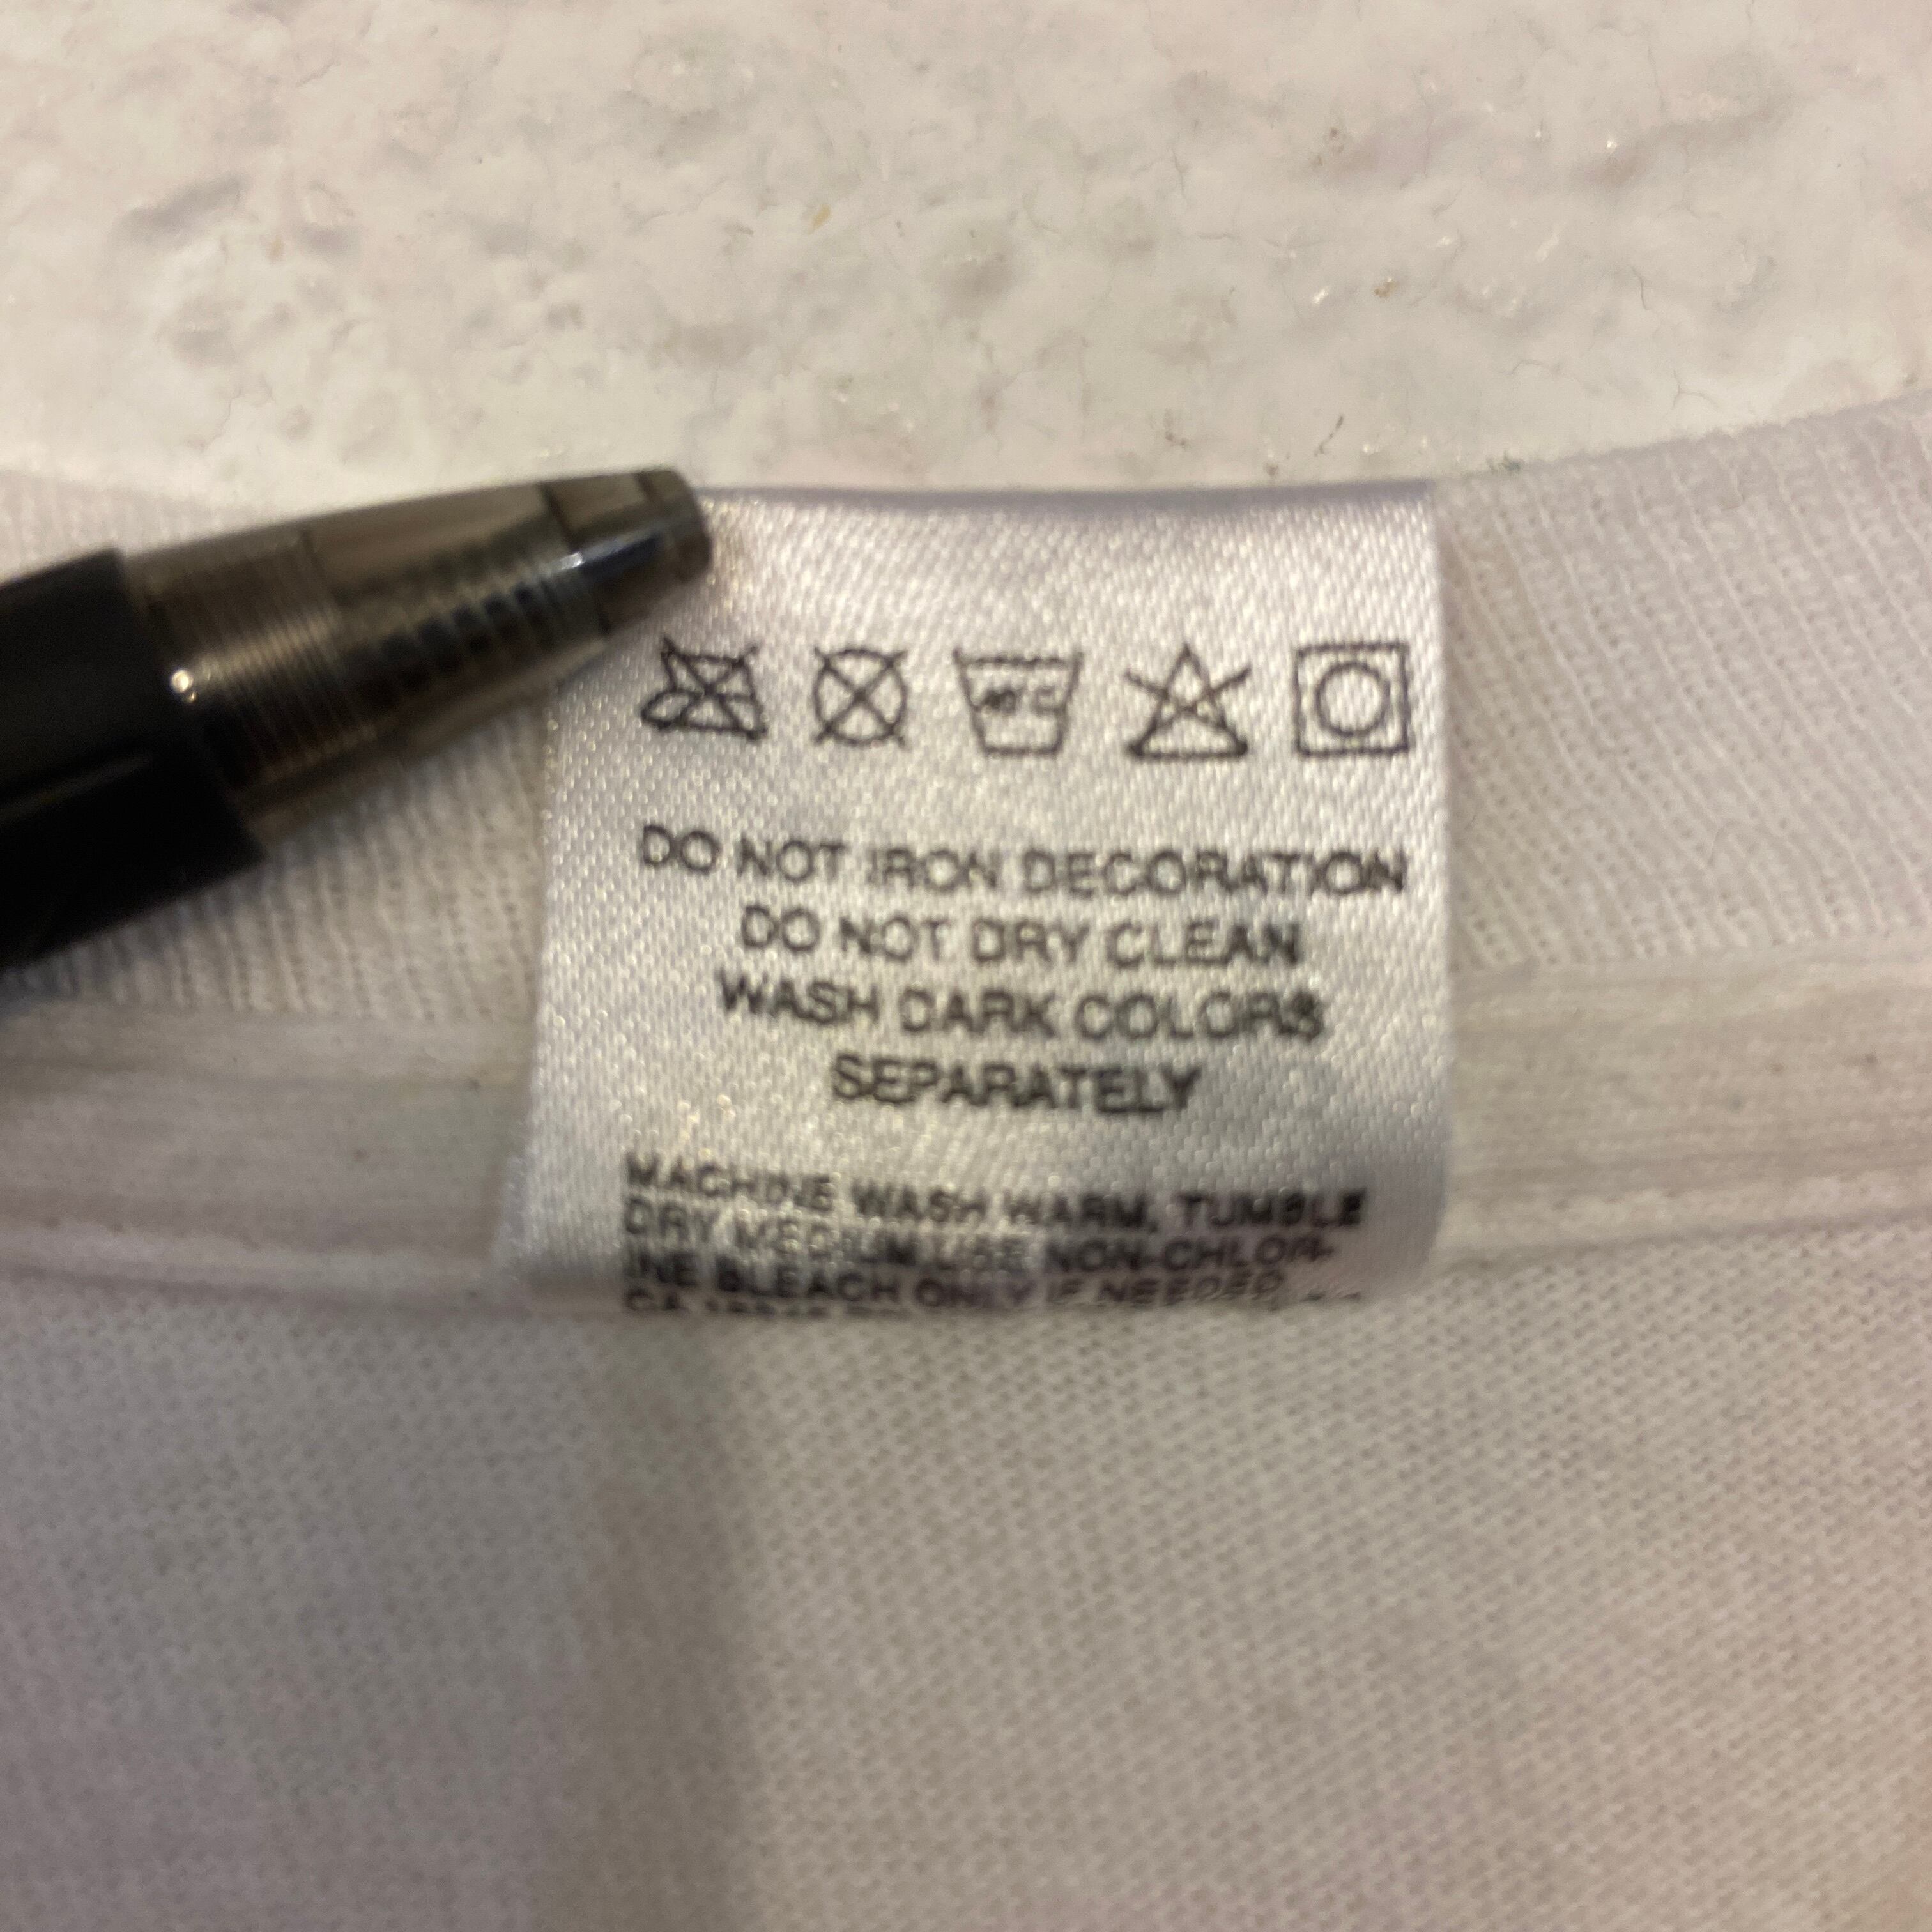 DO NOT IRON DECORATION
DO NOT DRY CLEAN
WASH DARK COLORS
SEPARATELY
MACHINE WASH WARM, TUMBLE
DRY MEDIUM USE NON-CHLOR-
INE BLEACH ONLY IF NEEDED
CA